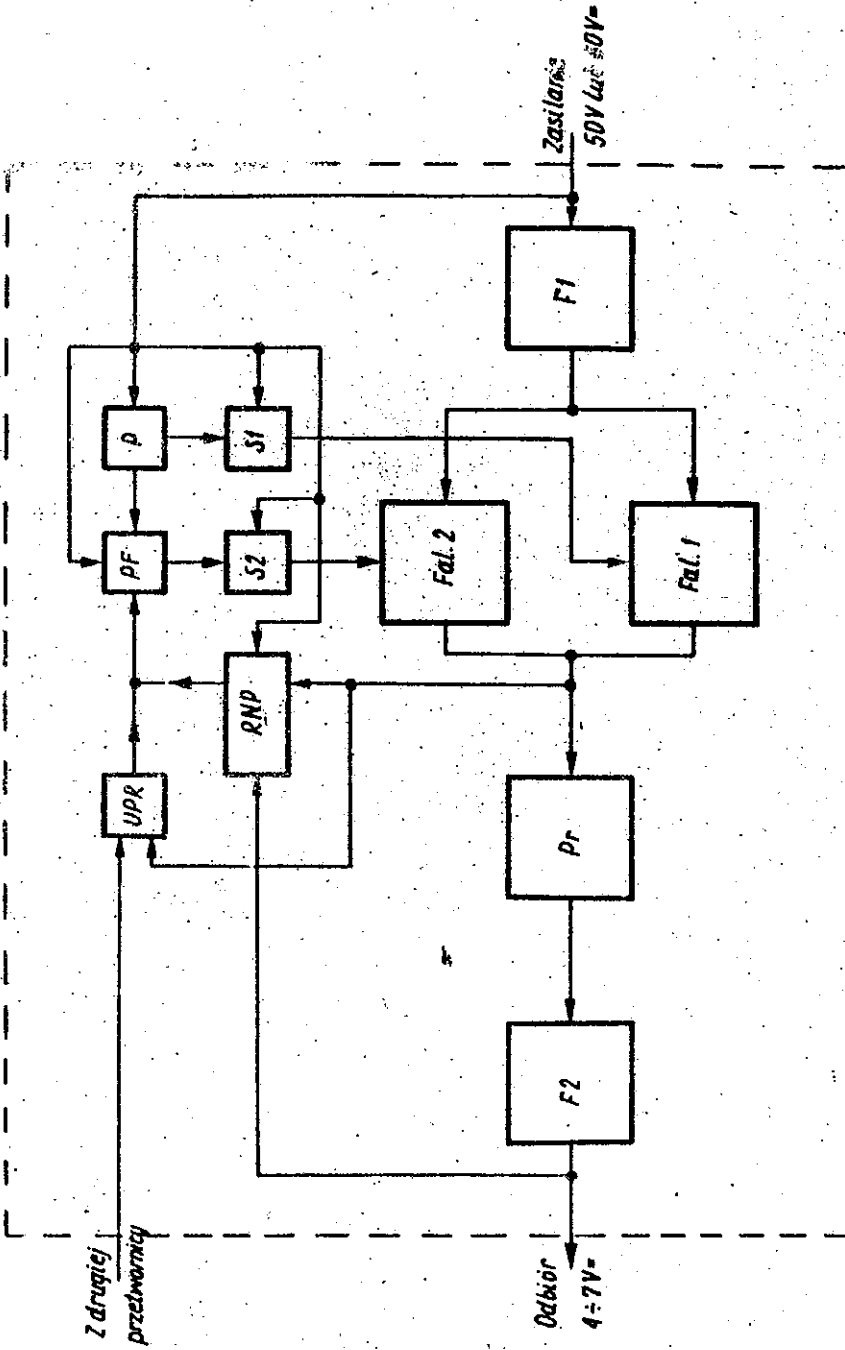 Z drugiej
przetwornicy
UPR
PF
P
RNP
S2
S1
Fal. 2
Fal. 1
Odbiór
4÷7V=
F2
Pr
F1
Zasilanie
50V lub